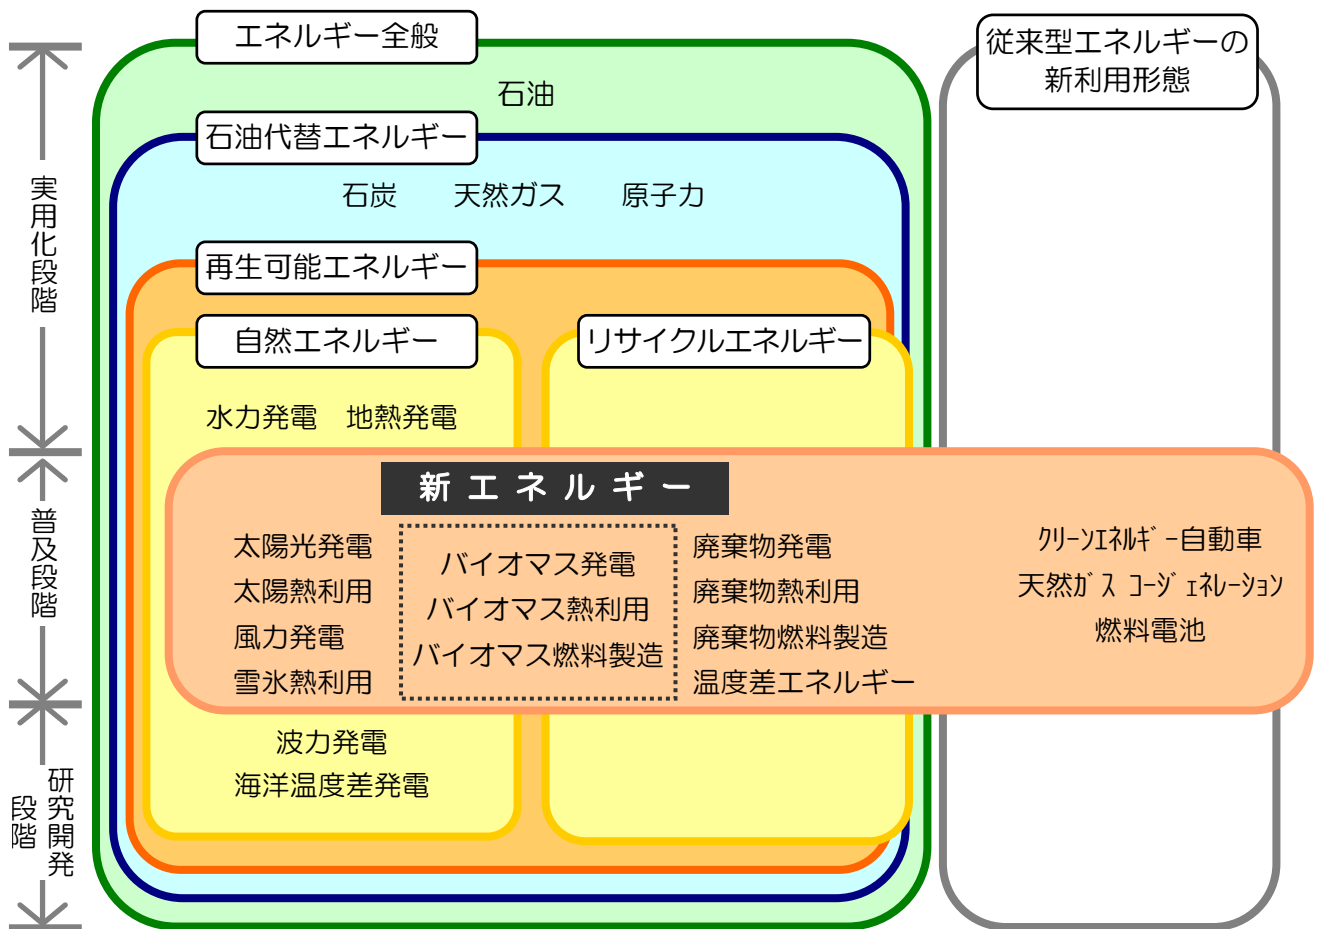 エネルギー全般
従来型エネルギーの
新利用形態
石油
石油代替エネルギー
石炭 天然ガス 原子力
実用化段階
再生可能エネルギー
自然エネルギー
リサイクルエネルギー
水力発電 地熱発電
新エネルギー
普及段階
太陽光発電
太陽熱利用
風力発電
雪氷熱利用
バイオマス発電
バイオマス熱利用
バイオマス燃料製造
廃棄物発電
廃棄物熱利用
廃棄物燃料製造
温度差エネルギー
ｸﾘｰﾝｴﾈﾙｷﾞｰ自動車
天然ｶﾞｽ ｺｰｼﾞｪﾈﾚｰｼｮﾝ
燃料電池
波力発電
海洋温度差発電
研究開発
段階